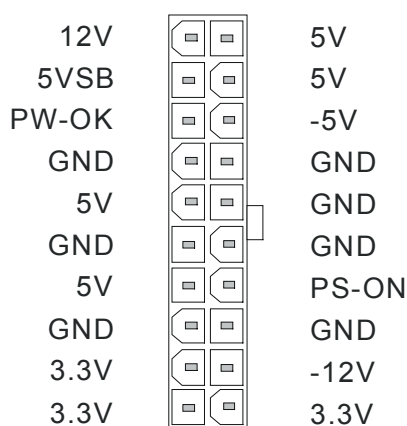 12V 5V
5VSB 5V
PW-OK -5V
GND GND
5V GND
GND GND
5V PS-ON
GND GND
3.3V -12V
3.3V 3.3V